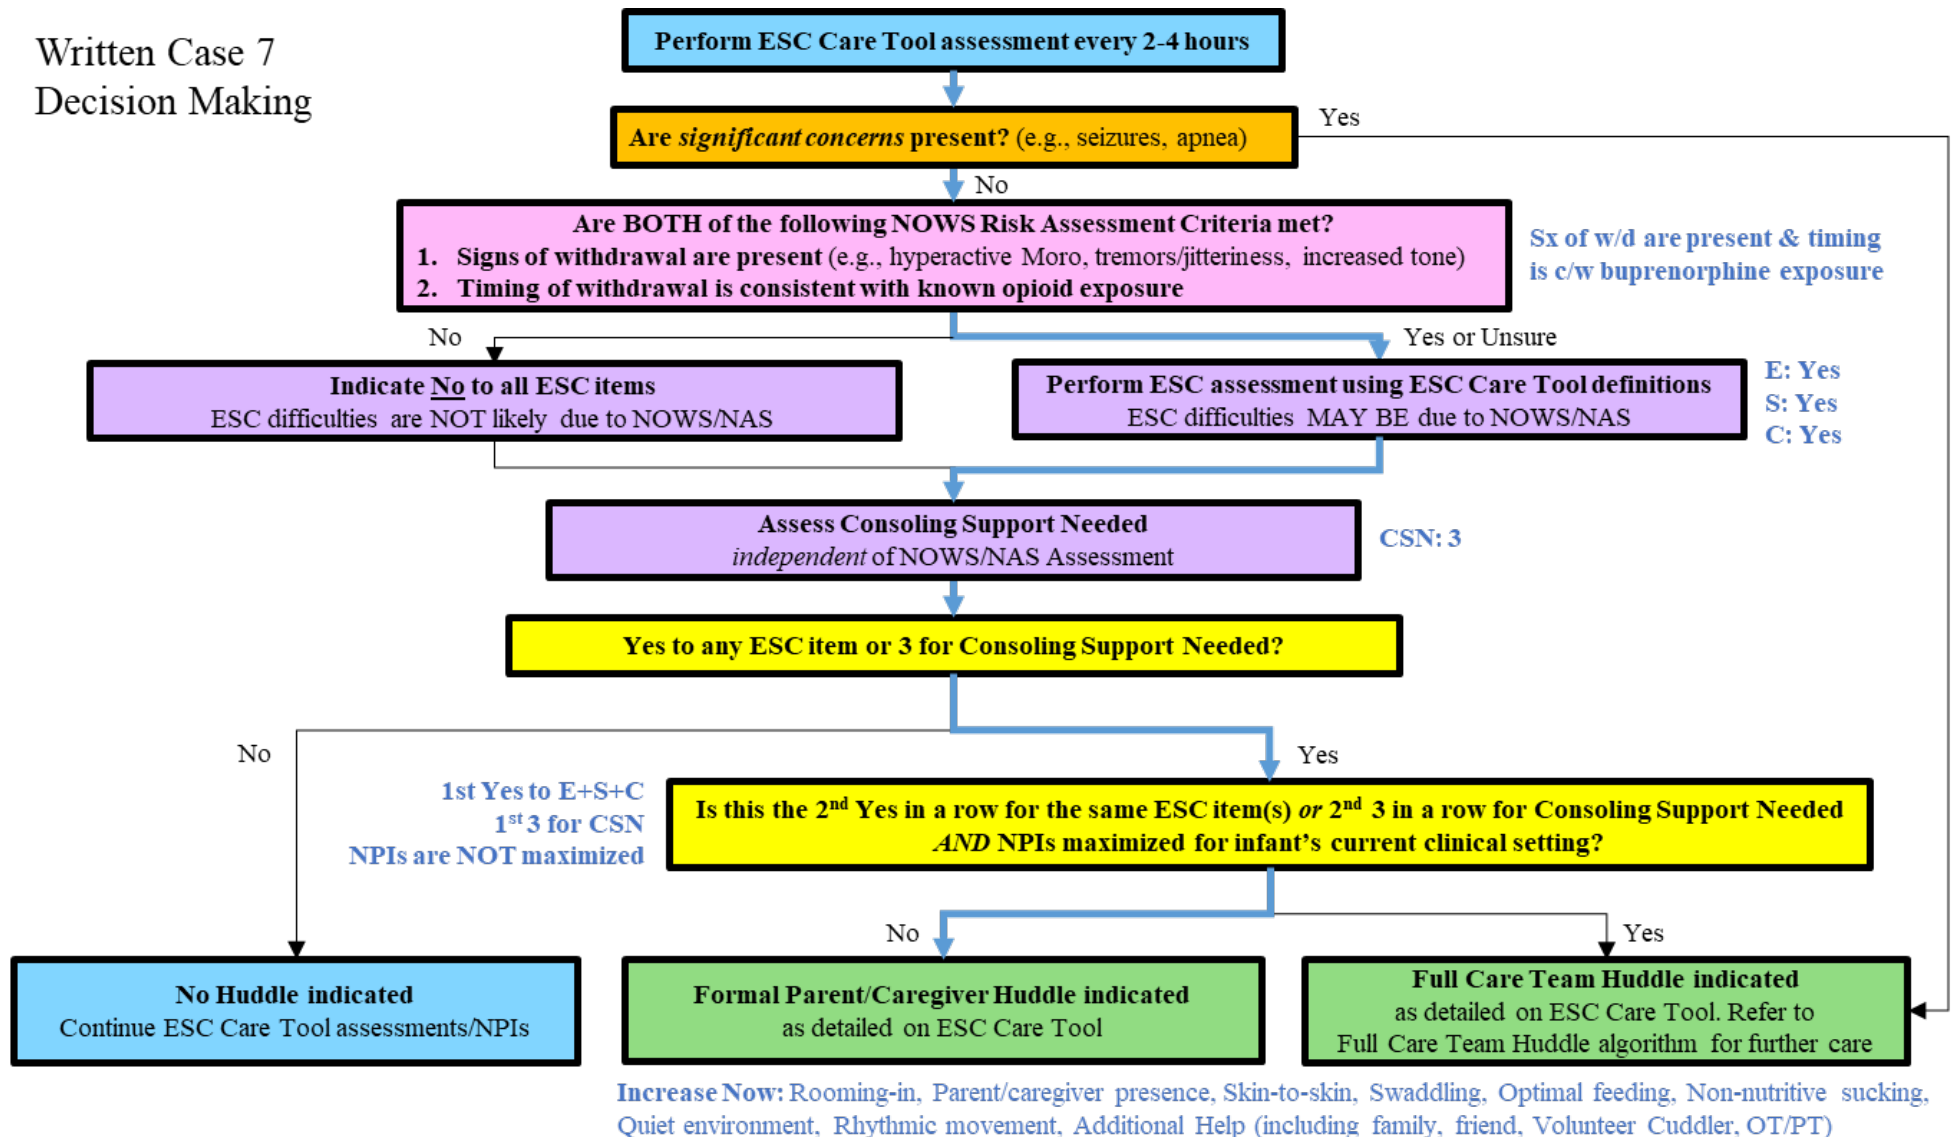 Written Case 7
Decision Making
Perform ESC Care Tool assessment every 2-4 hours
Are significant concerns present? (e.g., seizures, apnea)
Yes
No
Are BOTH of the following NOWS Risk Assessment Criteria met?
1. Signs of withdrawal are present (e.g., hyperactive Moro, tremors/jitteriness, increased tone)
2. Timing of withdrawal is consistent with known opioid exposure
Sx of w/d are present & timing
is c/w buprenorphine exposure
No
Yes or Unsure
Indicate No to all ESC items
ESC difficulties are NOT likely due to NOWS/NAS
Perform ESC assessment using ESC Care Tool definitions
ESC difficulties MAY BE due to NOWS/NAS
E: Yes
S: Yes
C: Yes
Assess Consoling Support Needed
independent of NOWS/NAS Assessment
CSN: 3
Yes to any ESC item or 3 for Consoling Support Needed?
No
Yes
1st Yes to E+S+C
1st 3 for CSN
NPIs are NOT maximized
Is this the 2nd Yes in a row for the same ESC item(s) or 2nd 3 in a row for Consoling Support Needed
AND NPIs maximized for infant's current clinical setting?
No
Yes
No Huddle indicated
Continue ESC Care Tool assessments/NPIs
Formal Parent/Caregiver Huddle indicated
as detailed on ESC Care Tool
Full Care Team Huddle indicated
as detailed on ESC Care Tool. Refer to
Full Care Team Huddle algorithm for further care
Increase Now: Rooming-in, Parent/caregiver presence, Skin-to-skin, Swaddling, Optimal feeding, Non-nutritive sucking,
Quiet environment, Rhythmic movement, Additional Help (including family, friend, Volunteer Cuddler, OT/PT)